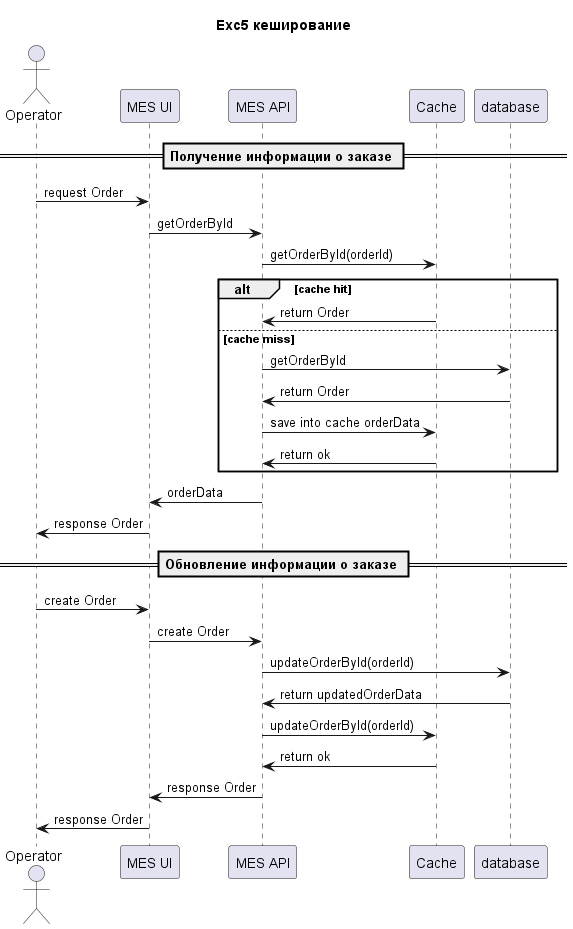 Exc5 кеширование
Operator
MES UI
MES API
Cache
database
Получение информации о заказе
request Order
getOrderById
getOrderById(orderId)
alt [cache hit]
return Order
[cache miss]
getOrderById
return Order
save into cache orderData
return ok
orderData
response Order
Обновление информации о заказе
create Order
create Order
updateOrderById(orderId)
return updatedOrderData
updateOrderById(orderId)
return ok
response Order
response Order
Operator
MES UI
MES API
Cache
database